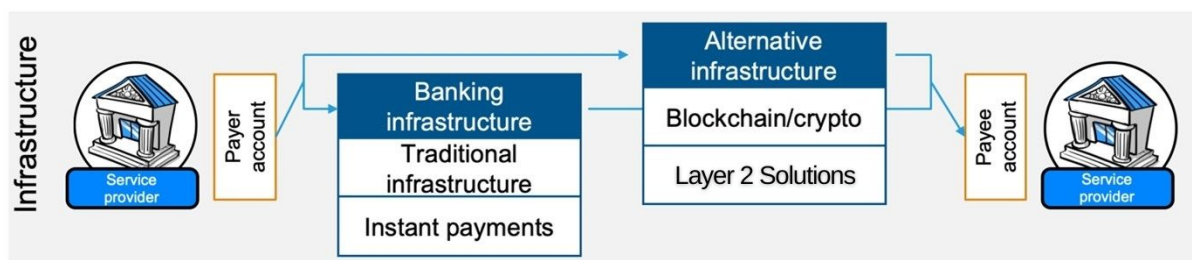 Infrastructure
Service
provider
Payer
account
Banking
infrastructure
Traditional
infrastructure
Instant payments
Alternative
infrastructure
Blockchain/crypto
Layer 2 Solutions
Payee
account
Service
provider